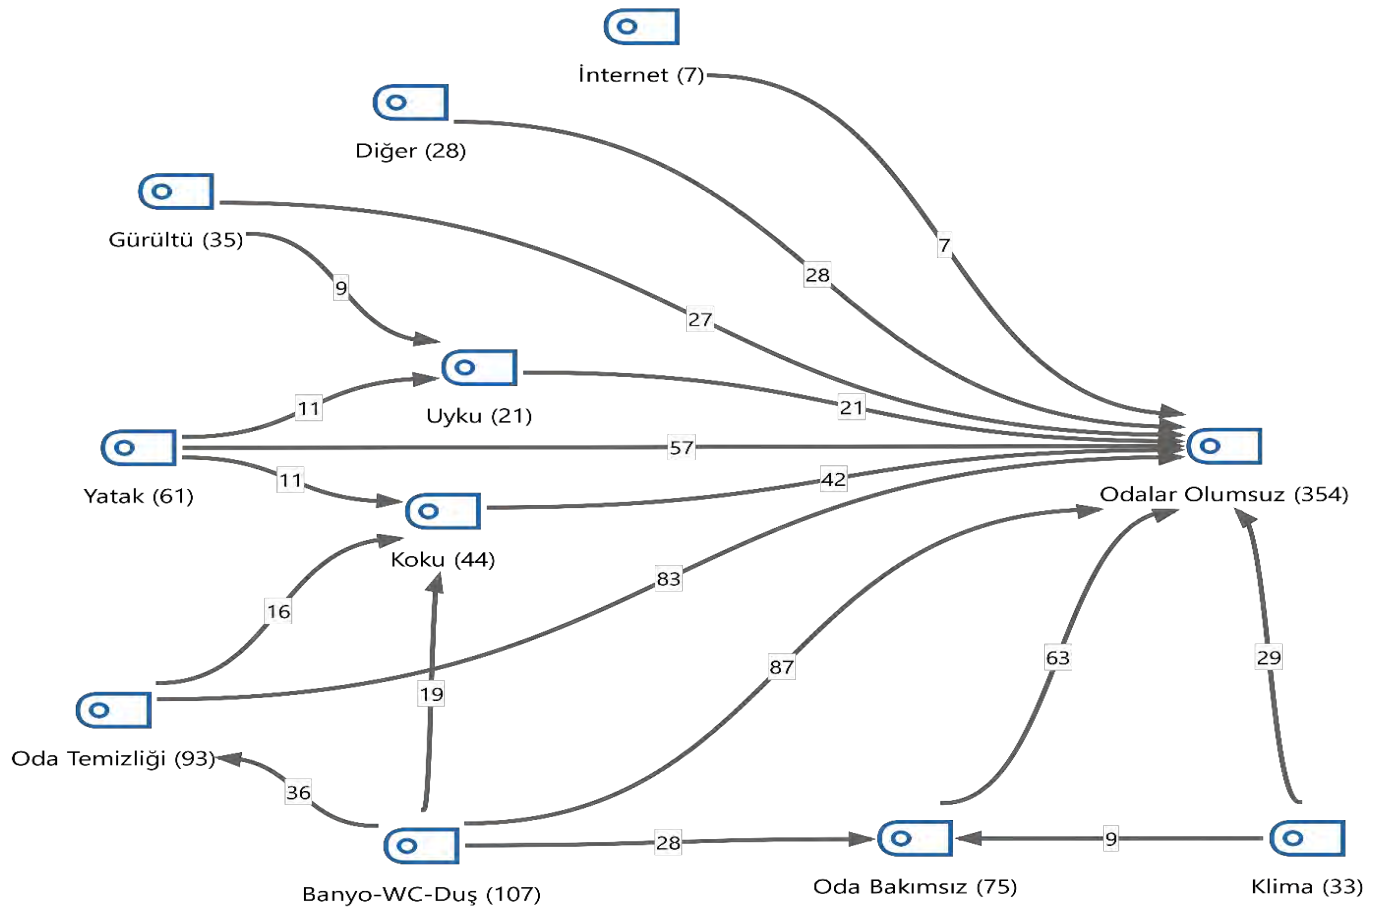 İnternet (7)
Diğer (28)
Gürültü (35)
7
28
9
27
Uyku (21)
11
21
Yatak (61)
57
11
42
Odalar Olumsuz (354)
Koku (44)
16
83
19
87
63
29
Oda Temizliği (93)
36
28
9
Banyo-WC-Duş (107)
Oda Bakımsız (75)
Klima (33)